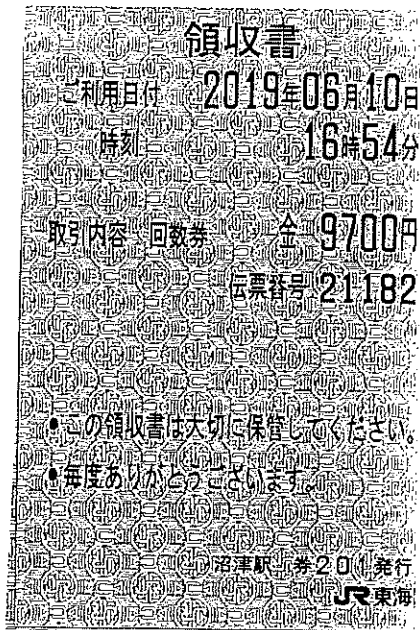 領収書
ご利用日付 2019年06月10日
時刻 16時54分
取引内容 回数券 金 9700円
伝票番号 21182
●この領収書は大切に保管してください。
●毎度ありがとうございます。
沼津駅 券201発行
JR東海